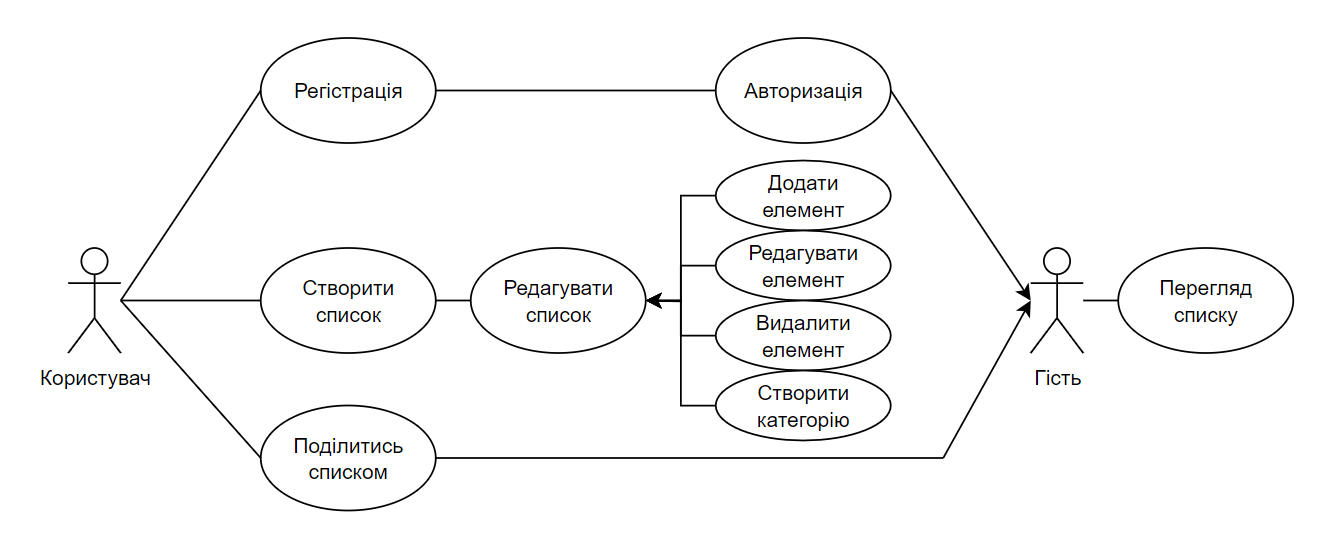 Регістрація
Авторизація
Додати
елемент
Редагувати
елемент
Створити
список
Редагувати
список
Видалити
елемент
Перегляд
списку
Користувач
Гість
Створити
категорію
Поділитись
списком